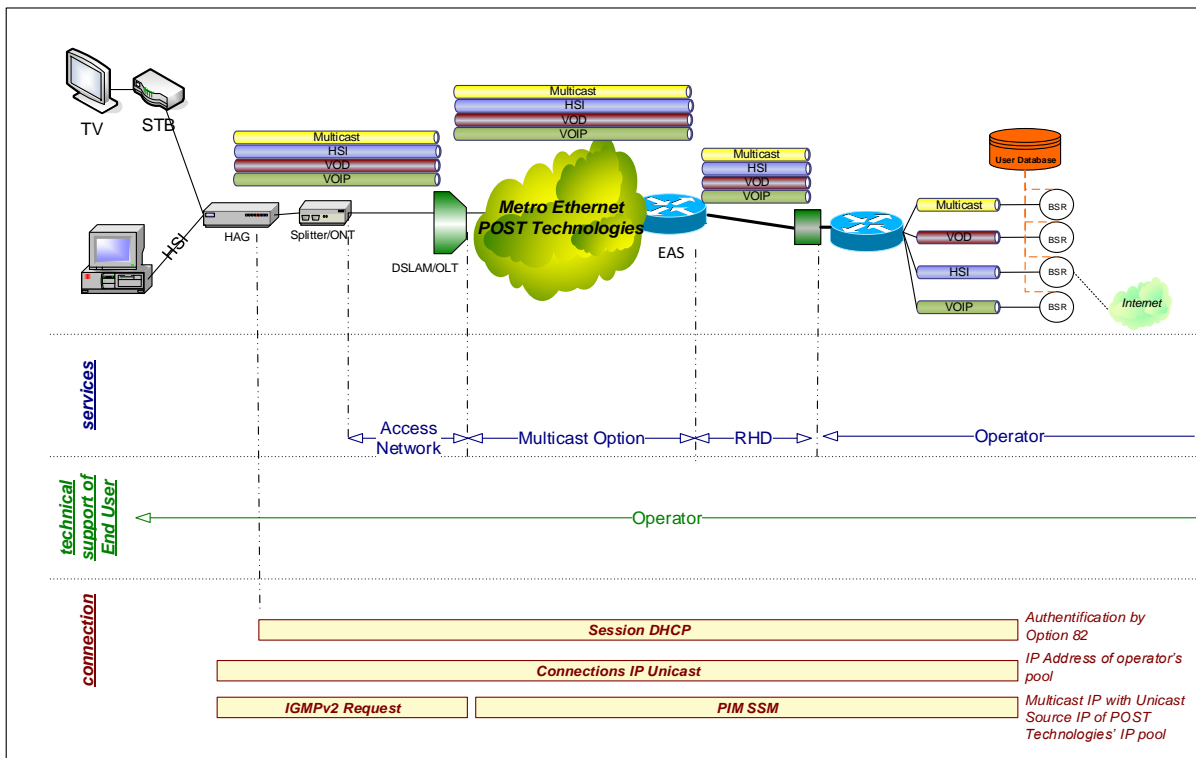 Multicast
HSI
VOD
VOIP
TV
STB
Multicast
HSI
VOD
VOIP
Multicast
HSI
VOD
VOIP
User Database
Metro Ethernet
POST Technologies
HSI
HAG
Splitter/ONT
DSLAM/OLT
EAS
Multicast
BSR
VOD
BSR
HSI
BSR
VOIP
BSR
Internet
services
Access
Network
Multicast Option
RHD
Operator
technical
support of
End User
Operator
connection
Session DHCP
Authentification by
Option 82
Connections IP Unicast
IP Address of operator's
pool
IGMPv2 Request
PIM SSM
Multicast IP with Unicast
Source IP of POST
Technologies' IP pool